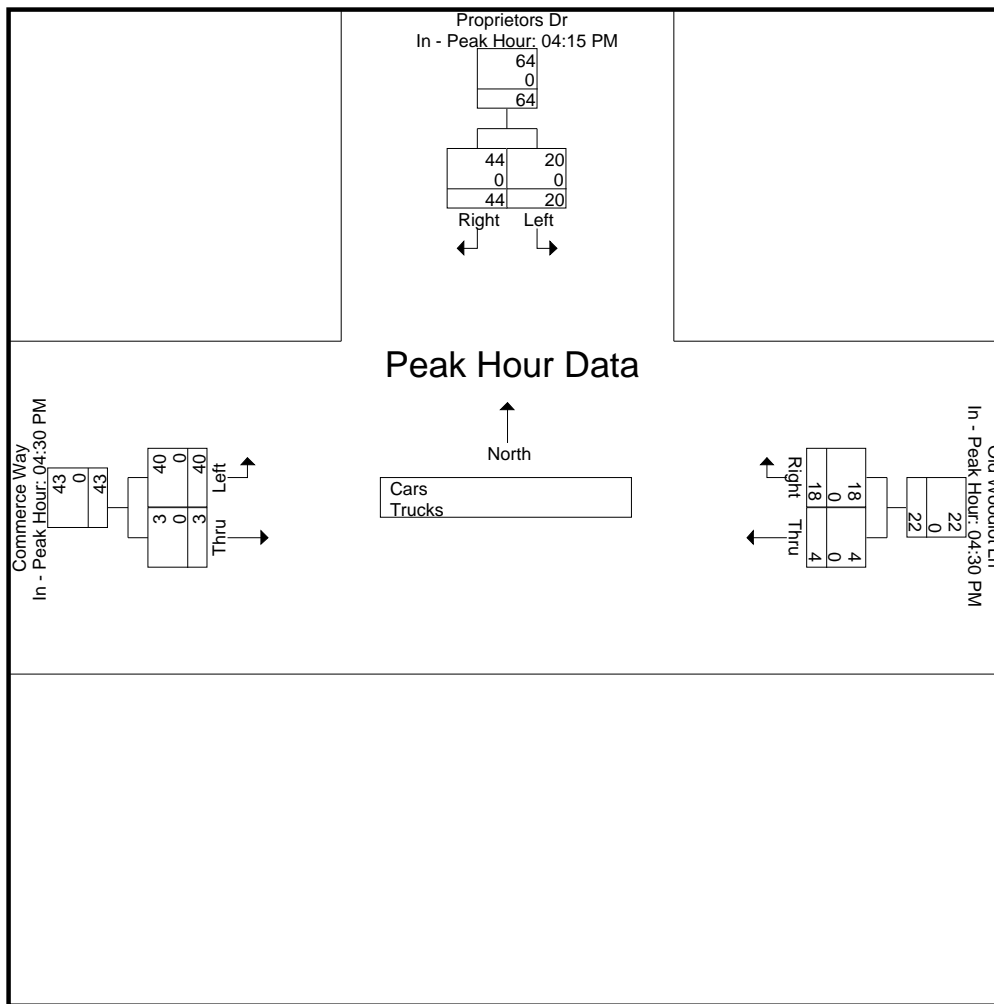 Proprietors Dr
In - Peak Hour: 04:15 PM
64
0
64
44 20
0 0
44 20
Right Left
Peak Hour Data
North
Cars
Trucks
Commerce Way
In - Peak Hour: 04:30 PM
43
0
43
40 0 40
3 0 3
Left
Thru
In - Peak Hour: 04:30 PM
22
0
22
18 0 18
4 0 4
Right
Thru